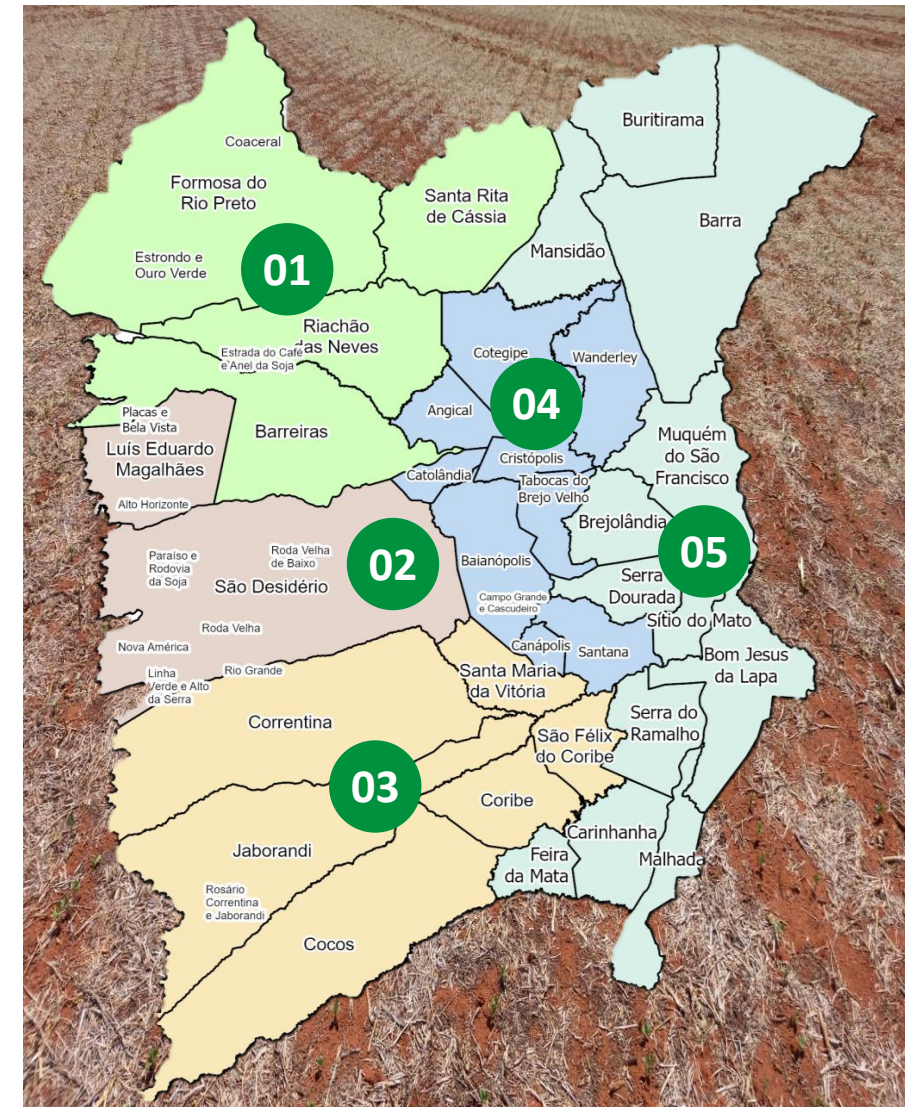 Coaceral
Formosa do
Rio Preto
Estrondo e
Ouro Verde
01
Santa Rita
de Cássia
Riachão
das Neves
Estrada do Café
e Anel da Soja
Placas e
Bela Vista
Barreiras
Luís Eduardo
Magalhães
Alto Horizonte
Paraíso e
Rodovia
da Soja
Roda Velha
de Baixo
02
São Desidério
Roda Velha
Nova América
Linha
Verde e Alto
da Serra
Rio Grande
Correntina
Santa Maria
da Vitória
São Félix
do Coribe
03
Coribe
Jaborandi
Rosário
Correntina
e Jaborandi
Cocos
Cotegipe
Wanderley
04
Angical
Cristópolis
Catolândia
Tabocas do
Brejo Velho
Baianópolis
Campo Grande
e Cascudeiro
Canápolis
Santana
Buritirama
Barra
Mansidão
Muquém
do São
Francisco
Brejolândia
05
Serra
Dourada
Sítio do Mato
Bom Jesus
da Lapa
Serra do
Ramalho
Carinhanha
Feira
da Mata
Malhada